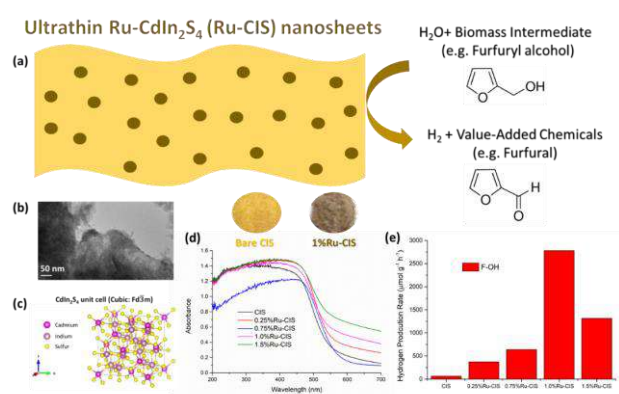 Ultrathin Ru-CdIn₂S₄ (Ru-CIS) nanosheets
H₂O+ Biomass Intermediate
(e.g. Furfuryl alcohol)
(a)
OH
O
H₂ + Value-Added Chemicals
(e.g. Furfural)
O
H
O
(b)
50 nm
Bare CIS
1%Ru-CIS
(c)
CdIn₂S₄ unit cell (Cubic: Fd3̅m)
Cadmium
Indium
Sulfur
(d)
Absorbance
1.6
1.4
1.2
1.0
0.8
0.6
0.4
0.2
0.0
CIS
0.25%Ru-CIS
0.75%Ru-CIS
1.0%Ru-CIS
1.5%Ru-CIS
200
300
400
500
600
700
Wavelength (nm)
(e)
Hydrogen Production Rate (μmol g⁻¹ h⁻¹)
F-OH
3000
2500
2000
1500
1000
500
0
CIS
0.25%Ru-CIS
0.75%Ru-CIS
1.0%Ru-CIS
1.5%Ru-CIS